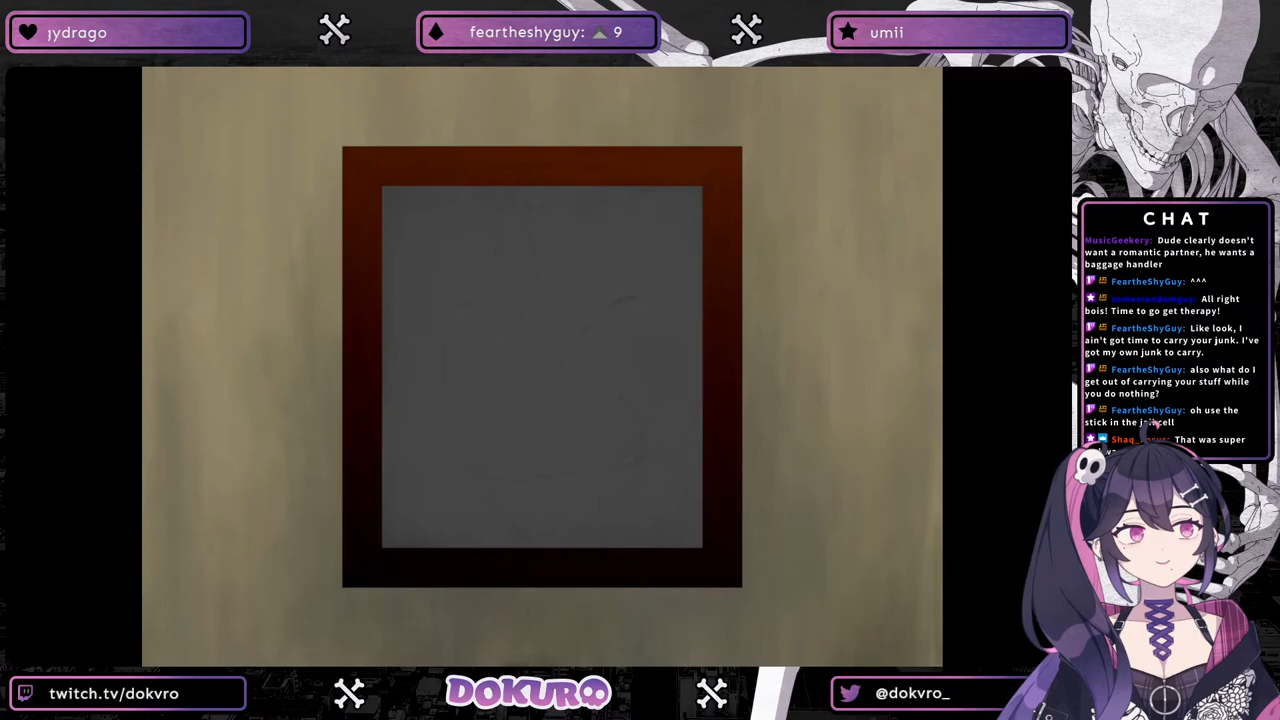 jydrago
feartheshyguy: 9
umii
CHAT
MusicGeekery: Dude clearly doesn't
want a romantic partner, he wants a
baggage handler
FeartheShyGuy: ^^^
somerandomguy: All right
bois! Time to go get therapy!
FeartheShyGuy: Like look, I
ain't got time to carry your junk. I've
got my own junk to carry.
FeartheShyGuy: also what do I
get out of carrying your stuff while
you do nothing?
FeartheShyGuy: oh use the
stick in the jailcell
That was super
twitch.tv/dokvro
DOKURO
@dokvro_